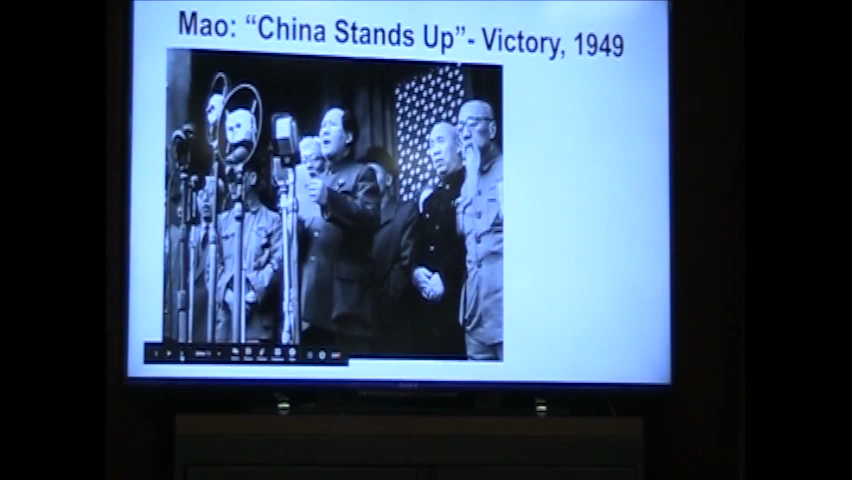 Mao: “China Stands Up”- Victory, 1949